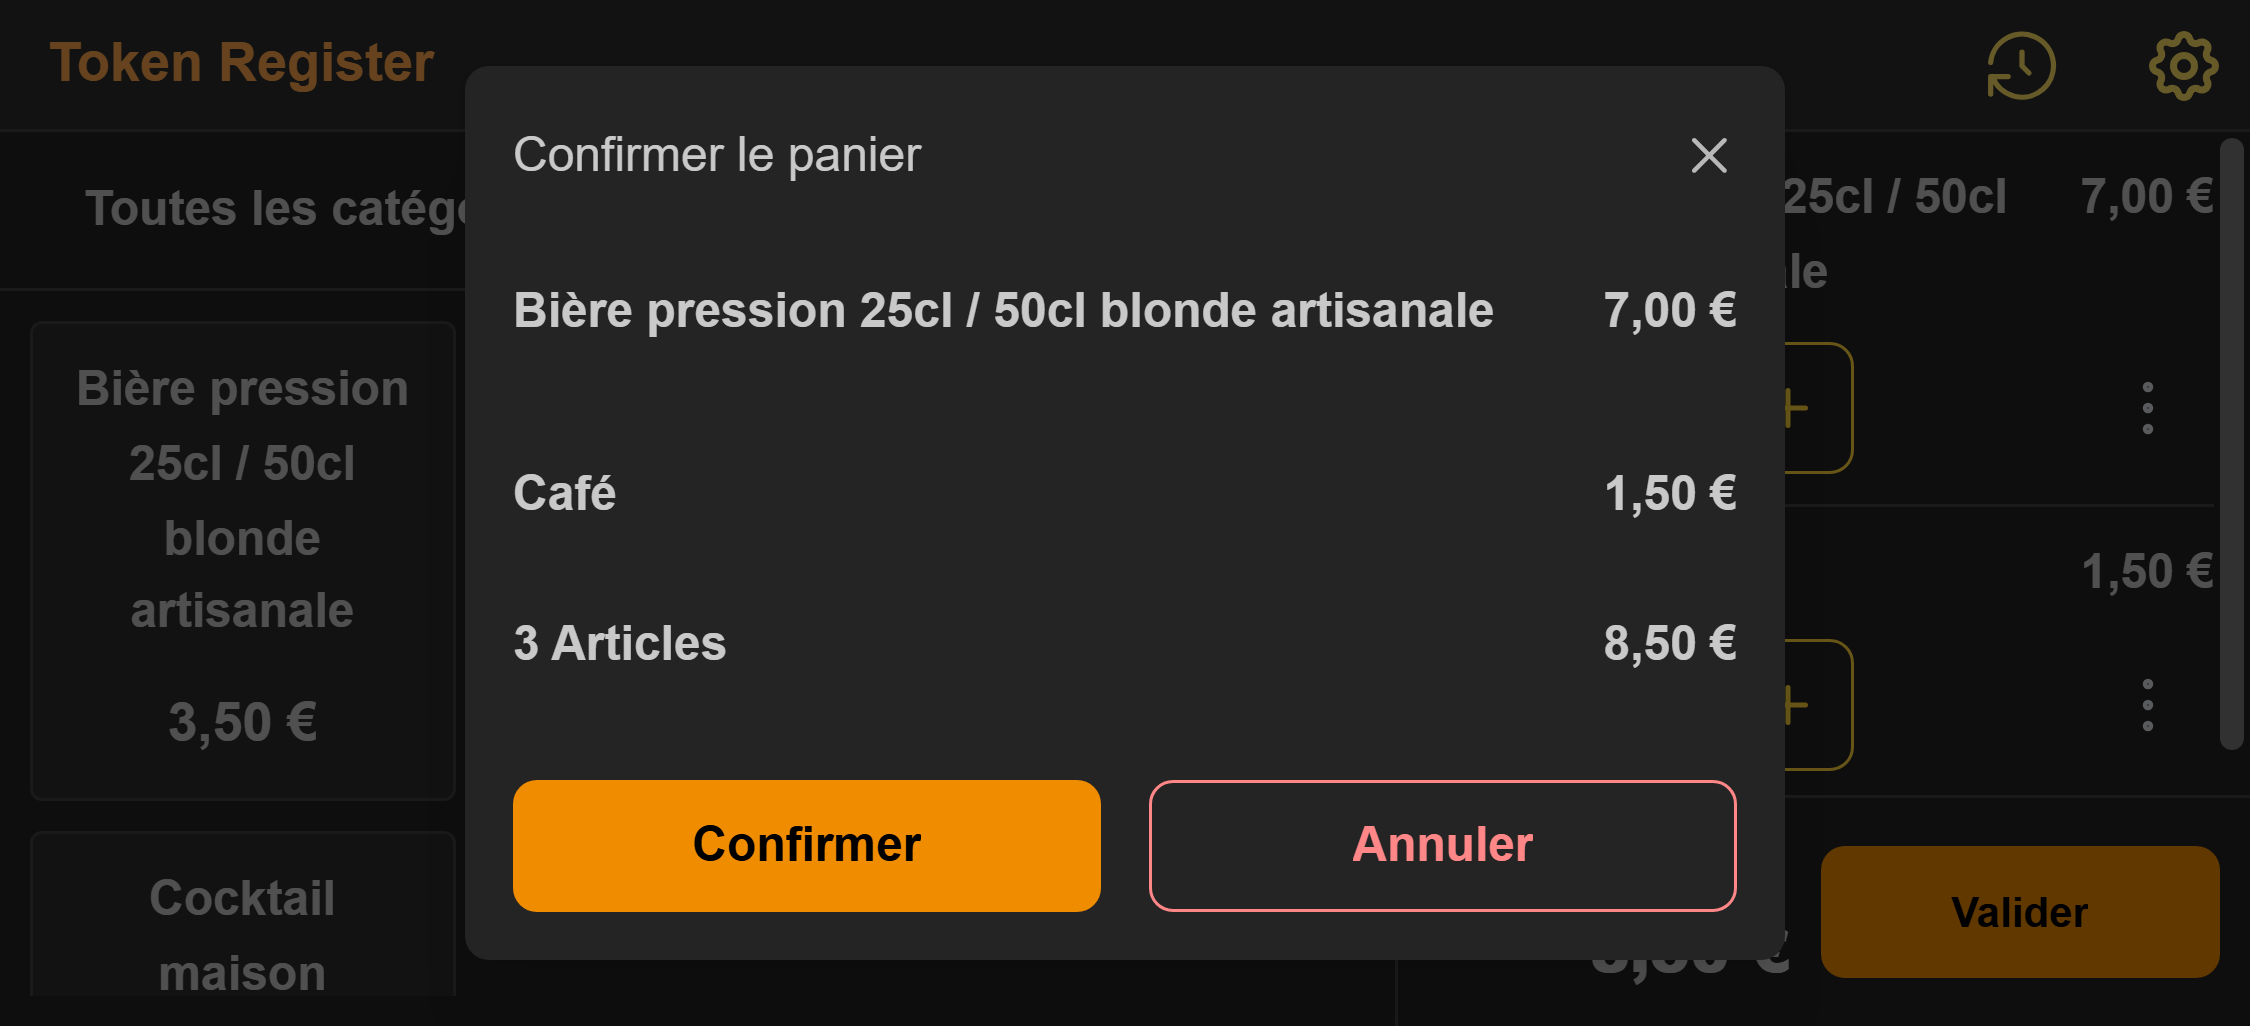 Token Register
Toutes les catég
Bière pression
25cl / 50cl
blonde
artisanale
3,50 €
Cocktail
maison
Confirmer le panier
Bière pression 25cl / 50cl blonde artisanale 7,00 €
Café 1,50 €
3 Articles 8,50 €
Confirmer
Annuler
25cl / 50cl 7,00 €
le
1,50 €
Valider